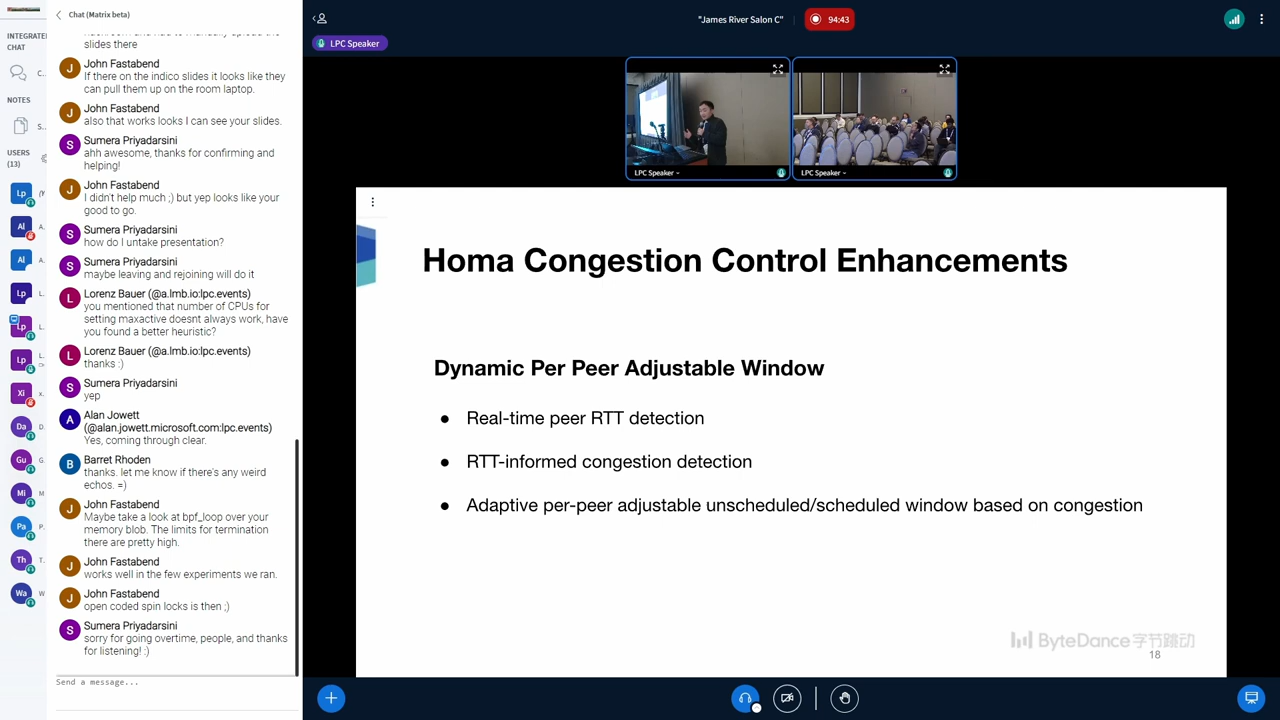 Chat (Matrix beta)
INTEGRATE
CHAT
C..
NOTES
S..
USERS
(13)
slides there
John Fastabend
If there on the indico slides it looks like they
can pull them up on the room laptop.
John Fastabend
also that works looks I can see your slides.
Sumera Priyadarsini
ahh awesome, thanks for confirming and
helping!
John Fastabend
I didn't help much ;) but yep looks like your
good to go.
Sumera Priyadarsini
how do I untake presentation?
Sumera Priyadarsini
maybe leaving and rejoining will do it
Lorenz Bauer (@a.lmb.io:lpc.events)
you mentioned that number of CPUs for
setting maxactive doesnt always work, have
you found a better heuristic?
Lorenz Bauer (@a.lmb.io:lpc.events)
thanks :)
Sumera Priyadarsini
yep
Alan Jowett
(@alan.jowett.microsoft.com:lpc.events)
Yes, coming through clear.
Barret Rhoden
thanks. let me know if there's any weird
echos. =)
John Fastabend
Maybe take a look at bpf_loop over your
memory blob. The limits for termination
there are pretty high.
John Fastabend
works well in the few experiments we ran.
John Fastabend
open coded spin locks is then ;)
Sumera Priyadarsini
sorry for going overtime, people, and thanks
for listening! :)
Send a message...
"James River Salon C"
94:43
LPC Speaker
LPC Speaker
LPC Speaker
Homa Congestion Control Enhancements
Dynamic Per Peer Adjustable Window
● Real-time peer RTT detection
● RTT-informed congestion detection
● Adaptive per-peer adjustable unscheduled/scheduled window based on congestion
ByteDance字节跳动
18